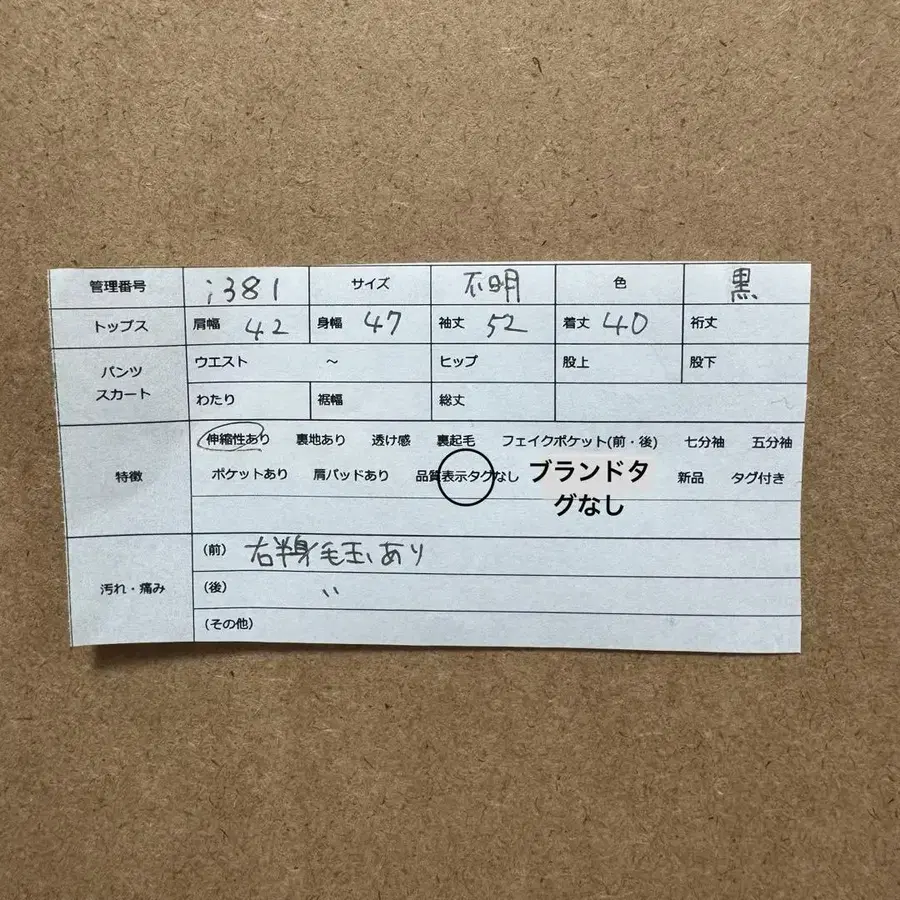 管理番号 i381 サイズ 不明 色 黒
トップス 肩幅 42 身幅 47 袖丈 52 着丈 40 裄丈
パンツ スカート ウエスト ～ ヒップ 股上 股下
わたり 裾幅 総丈
特徴 伸縮性あり 裏地あり 透け感 裏起毛 フェイクポケット(前・後) 七分袖 五分袖
ポケットあり 肩パッドあり 品質表示タグなし ブランドタ 新品 タグ付き
グなし
汚れ・痛み (前) 右半身毛玉あり
(後) 〃
(その他)